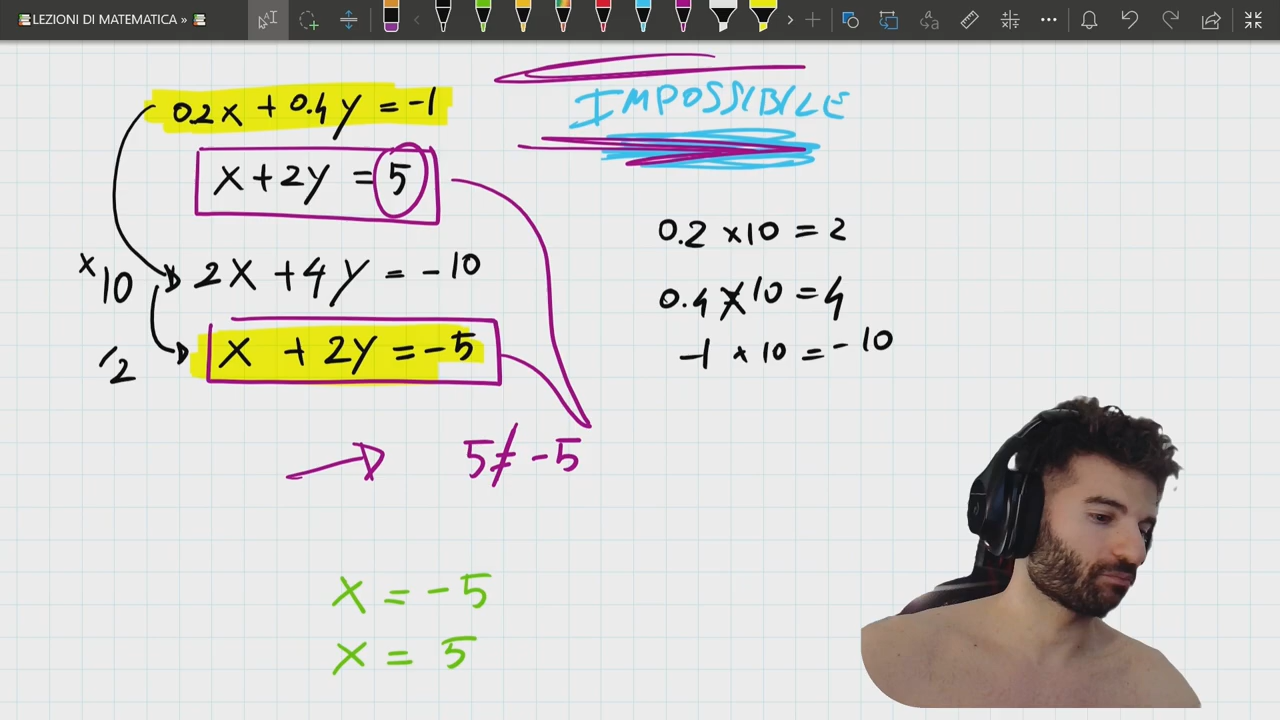 LEZIONI DI MATEMATICA »
0.2x + 0.4y = -1
x + 2y = 5
x10 2x + 4y = -10
/2 x + 2y = -5
5 ≠ -5
x = -5
x = 5
IMPOSSIBILE
0.2 x 10 = 2
0.4 x 10 = 4
-1 x 10 = -10